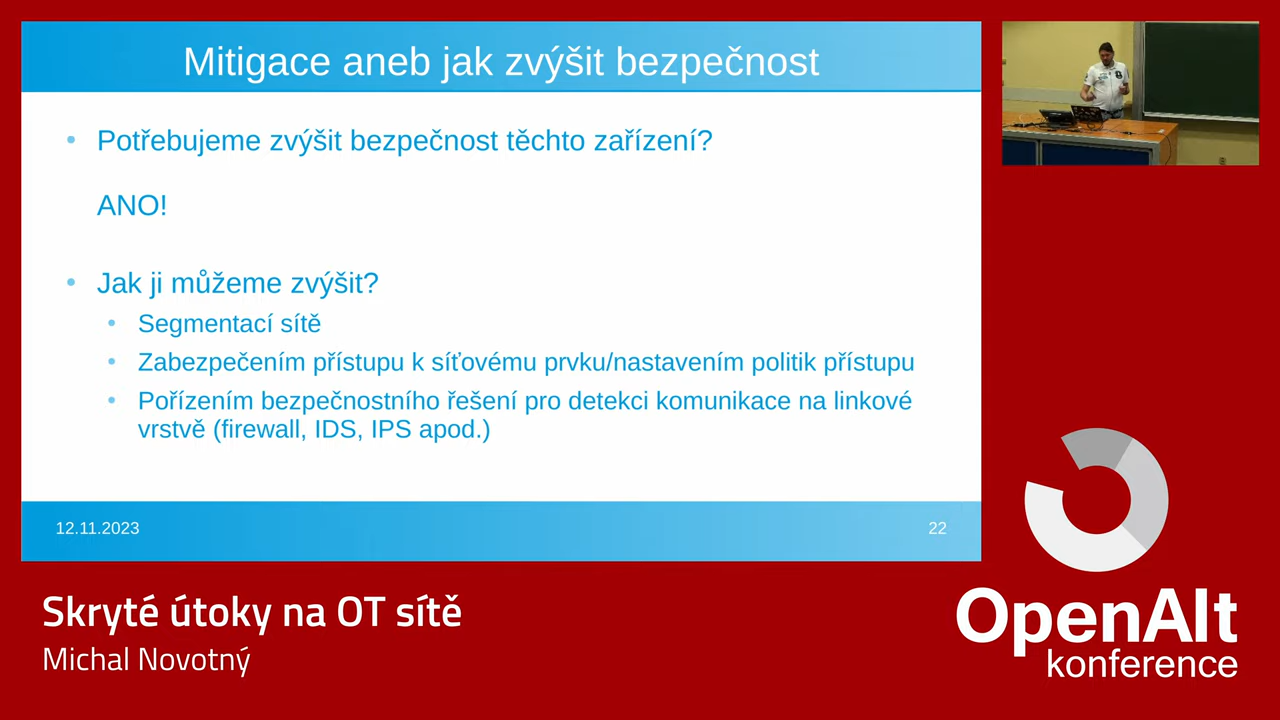 Mitigace aneb jak zvýšit bezpečnost
• Potřebujeme zvýšit bezpečnost těchto zařízení?
ANO!
• Jak ji můžeme zvýšit?
• Segmentací sítě
• Zabezpečením přístupu k síťovému prvku/nastavením politik přístupu
• Pořízením bezpečnostního řešení pro detekci komunikace na linkové
vrstvě (firewall, IDS, IPS apod.)
12.11.2023
22
Skryté útoky na OT sítě
Michal Novotný
OpenAlt
konference